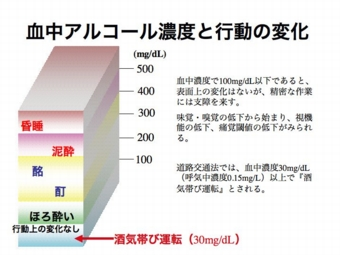 血中アルコール濃度と行動の変化
(mg/dL)
500
400
300
200
100
昏睡
泥酔
酩
酊
ほろ酔い
行動上の変化なし
血中濃度で100mg/dL以下であると、
表面上の変化はないが、精密な作業
には支障を来す。
味覚・嗅覚の低下から始まり、視機
能の低下、痛覚閾値の低下がみられ
る。
道路交通法では、血中濃度30mg/dL
（呼気中濃度0.15mg/L）以上で『酒
気帯び運転』とされる。
酒気帯び運転（30mg/dL）